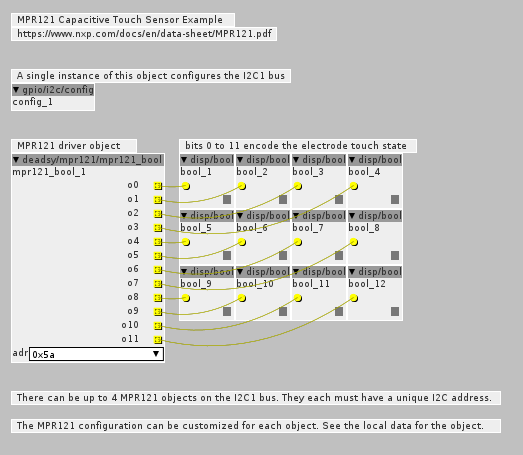 MPR121 Capacitive Touch Sensor Example
https://www.nxp.com/docs/en/data-sheet/MPR121.pdf
A single instance of this object configures the I2C1 bus
gpio/i2c/config
config_1
MPR121 driver object
bits 0 to 11 encode the electrode touch state
deadsy/mpr121/mpr121_bool
mpr121_bool_1
o0
o1
o2
o3
o4
o5
o6
o7
o8
o9
o10
o11
adr 0x5a
disp/bool disp/bool disp/bool disp/bool
bool_1 bool_2 bool_3 bool_4
disp/bool disp/bool disp/bool disp/bool
bool_5 bool_6 bool_7 bool_8
disp/bool disp/bool disp/bool disp/bool
bool_9 bool_10 bool_11 bool_12
There can be up to 4 MPR121 objects on the I2C1 bus. They each must have a unique I2C address.
The MPR121 configuration can be customized for each object. See the local data for the object.